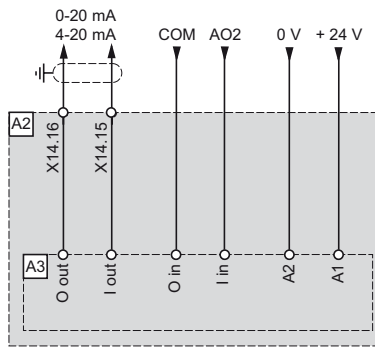 0-20 mA
4-20 mA
COM AO2 0 V + 24 V
A2
X14.16
X14.15
A3
O out
I out
O in
I in
A2
A1